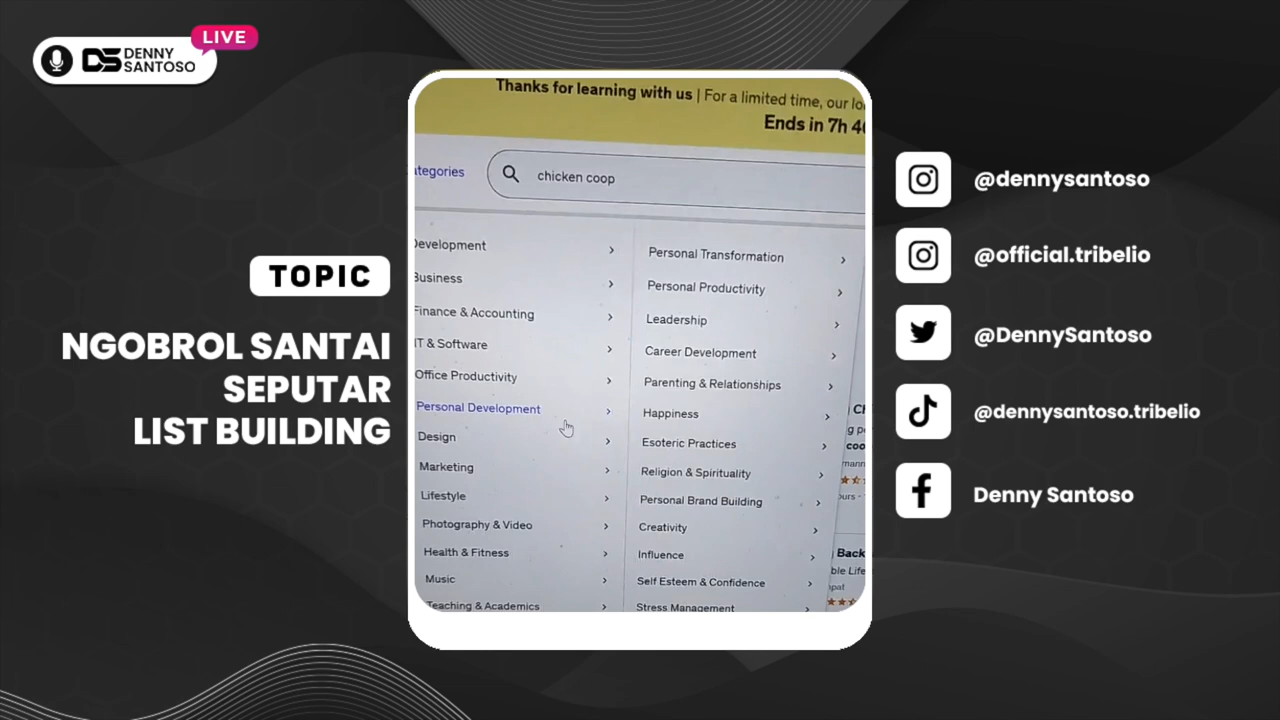 DS DENNY
SANTOSO
LIVE
TOPIC
NGOBROL SANTAI
SEPUTAR
LIST BUILDING
Thanks for learning with us | For a limited time, our
Ends in 7h
ategories
chicken coop
Development
Business
Finance & Accounting
IT & Software
Office Productivity
Personal Development
Design
Marketing
Lifestyle
Photography & Video
Health & Fitness
Music
Teaching & Academics
Personal Transformation
Personal Productivity
Leadership
Career Development
Parenting & Relationships
Happiness
Esoteric Practices
Religion & Spirituality
Personal Brand Building
Creativity
Influence
Self Esteem & Confidence
Stress Management
Back
@dennysantoso
@official.tribelio
@DennySantoso
@dennysantoso.tribelio
Denny Santoso